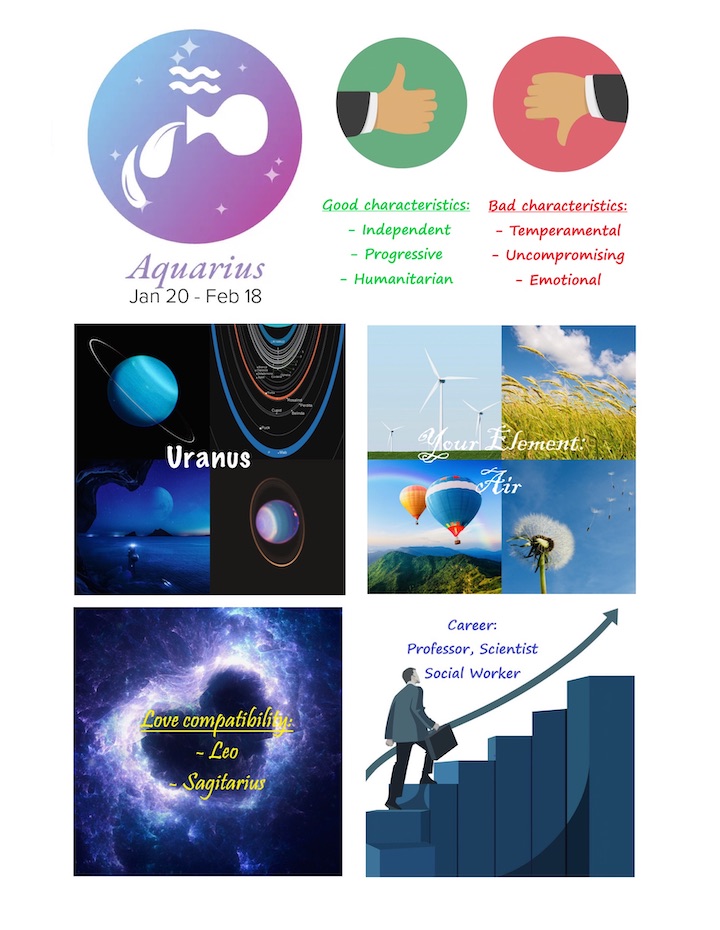 Aquarius
Jan 20 - Feb 18
Good characteristics:
- Independent
- Progressive
- Humanitarian
Bad characteristics:
- Temperamental
- Uncompromising
- Emotional
Uranus
Your Element:
Air
Love compatibility:
- Leo
- Sagitarius
Career:
Professor, Scientist
Social Worker